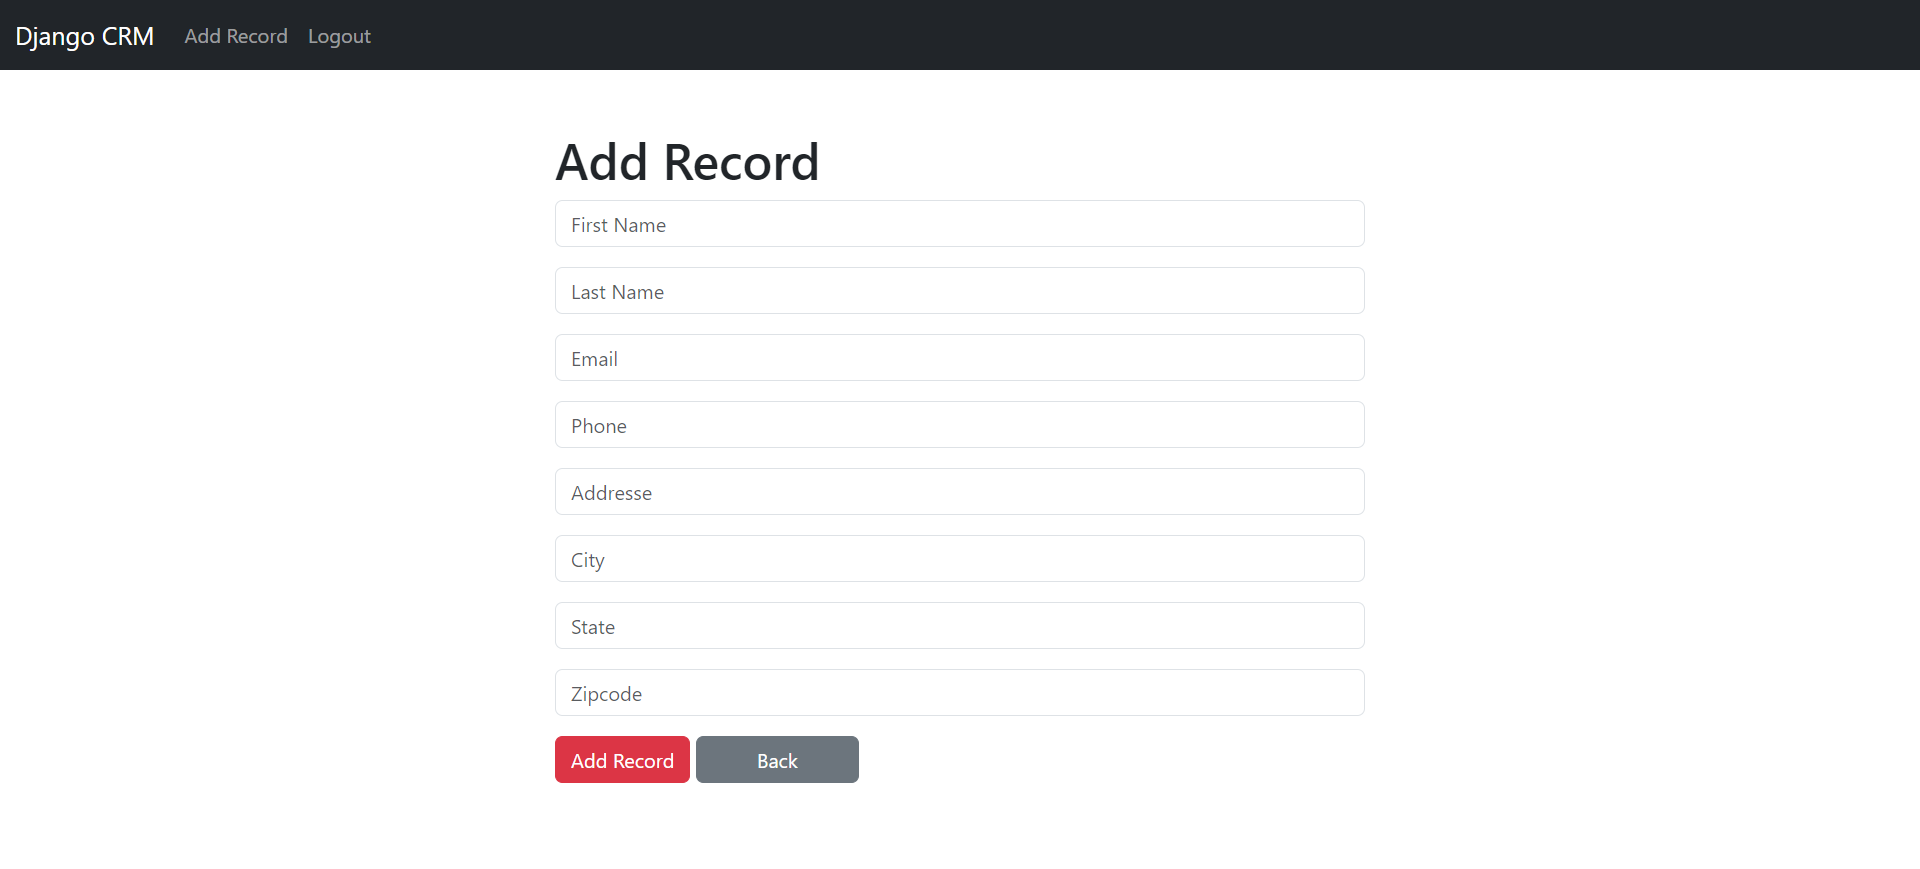 Django CRM Add Record Logout
Add Record
First Name
Last Name
Email
Phone
Addresse
City
State
Zipcode
Add Record Back